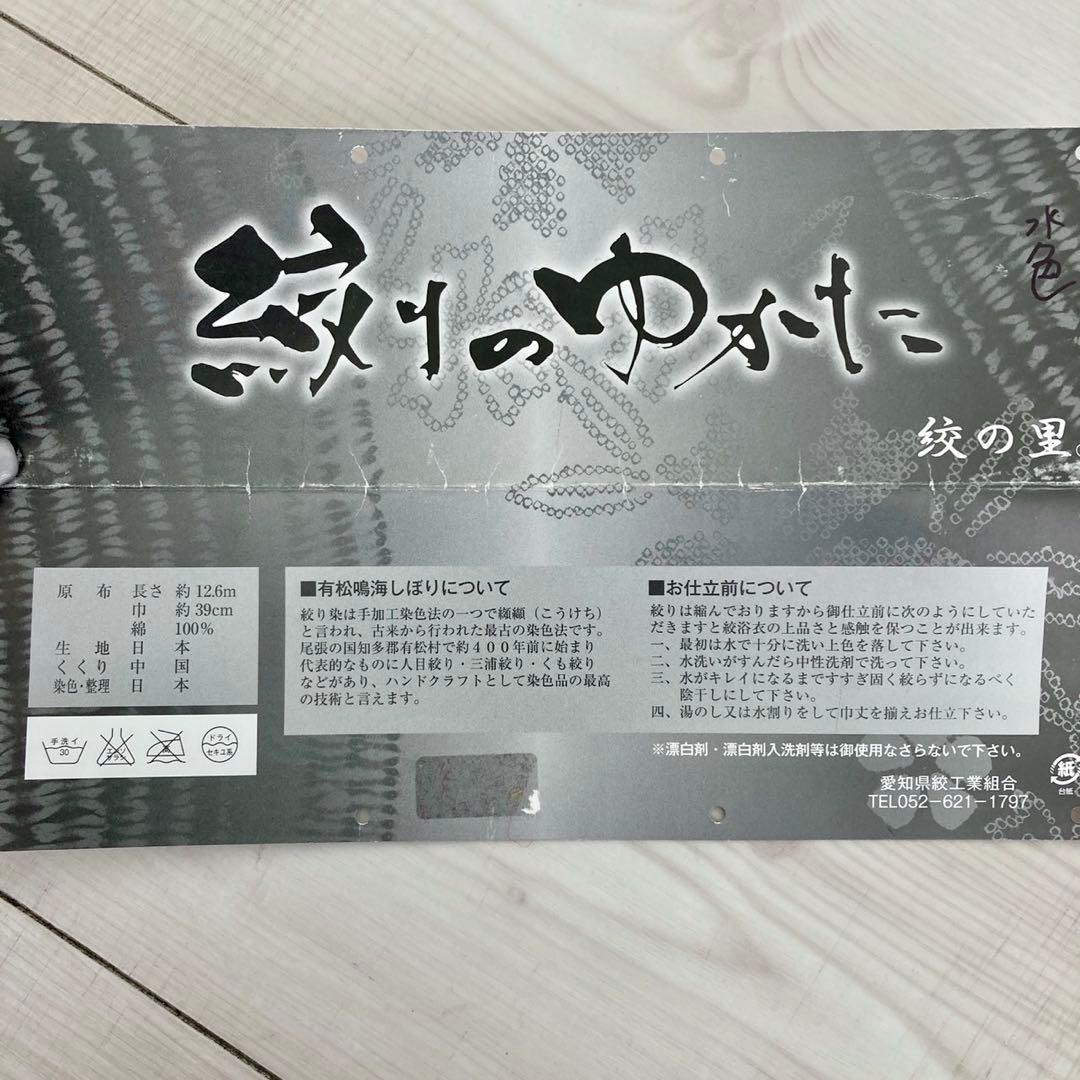 絞りのゆかた
水色
絞の里
原布 長さ 約12.6m
巾 約39cm
綿 100%
生地 日本
くくり 中国
染色・整理 日本
手洗イ
30
エンソ
サラシ
ドライ
セキユ系
■有松鳴海しぼりについて
絞り染は手加工染色法の一つで纐纈（こうけち）
と言われ、古来から行われた最古の染色法です。
尾張の国知多郡有松村で約400年前に始まり
代表的なものに人目絞り・三浦絞り・くも絞り
などがあり、ハンドクラフトとして染色品の最高
の技術と言えます。
■お仕立前について
絞りは縮んでおりますから御仕立前に次のようにしていた
だきますと絞浴衣の上品さと感触を保つことが出来ます。
一、最初は水で十分に洗い上色を落して下さい。
二、水洗いがすんだら中性洗剤で洗って下さい。
三、水がキレイになるまですすぎ固く絞らずになるべく
陰干しにして下さい。
四、湯のし又は水割りをして巾丈を揃えお仕立下さい。
※漂白剤・漂白剤入洗剤等は御使用なさらないで下さい。
愛知県絞工業組合
TEL052-621-1797
紙
台紙